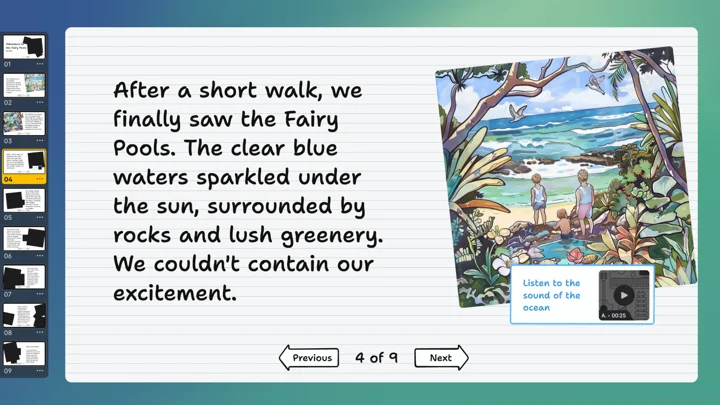 01
02
03
04
05
06
07
08
09
After a short walk, we
finally saw the Fairy
Pools. The clear blue
waters sparkled under
the sun, surrounded by
rocks and lush greenery.
We couldn't contain our
excitement.
Listen to the
sound of the
ocean
A. - 00:25
Previous
4 of 9
Next